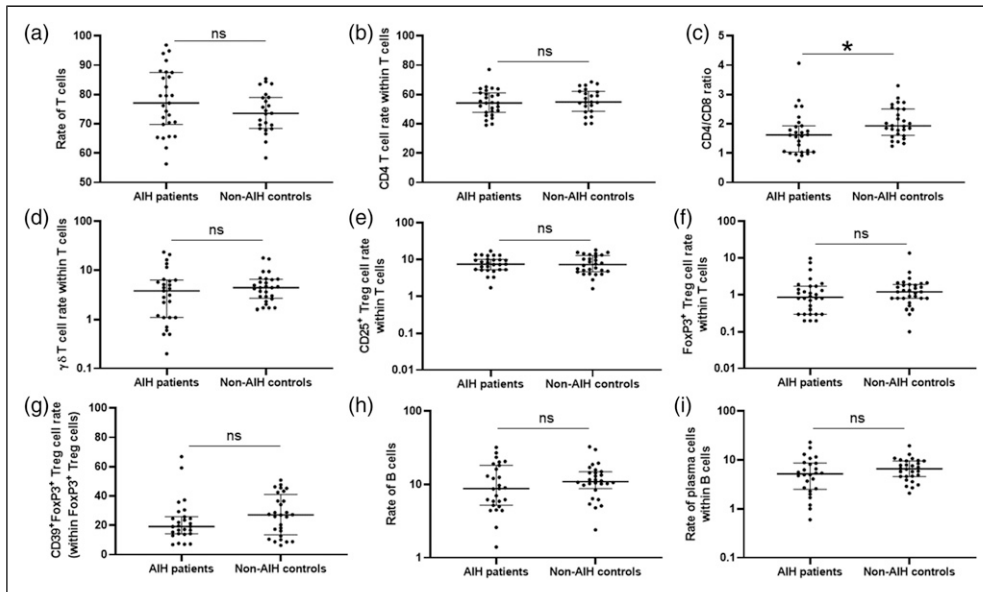 (a)
Rate of T cells
100
90
80
70
60
50
ns
AIH patients
Non-AIH controls
(b)
CD4 T cell rate within T cells
100
80
60
40
20
0
ns
AIH patients
Non-AIH controls
(c)
CD4/CD8 ratio
5
4
3
2
1
0
*
AIH patients
Non-AIH controls
(d)
γδ T cell rate within T cells
100
10
1
0.1
ns
AIH patients
Non-AIH controls
(e)
CD25⁺ Treg cell rate
within T cells
100
10
1
0.1
0.01
ns
AIH patients
Non-AIH controls
(f)
FoxP3⁺ Treg cell rate
within T cells
100
10
1
0.1
0.01
ns
AIH patients
Non-AIH controls
(g)
CD39⁺FoxP3⁺ Treg cell rate
(within FoxP3⁺ Treg cells)
100
80
60
40
20
0
ns
AIH patients
Non-AIH controls
(h)
Rate of B cells
100
10
1
ns
AIH patients
Non-AIH controls
(i)
Rate of plasma cells
within B cells
100
10
1
0.1
ns
AIH patients
Non-AIH controls